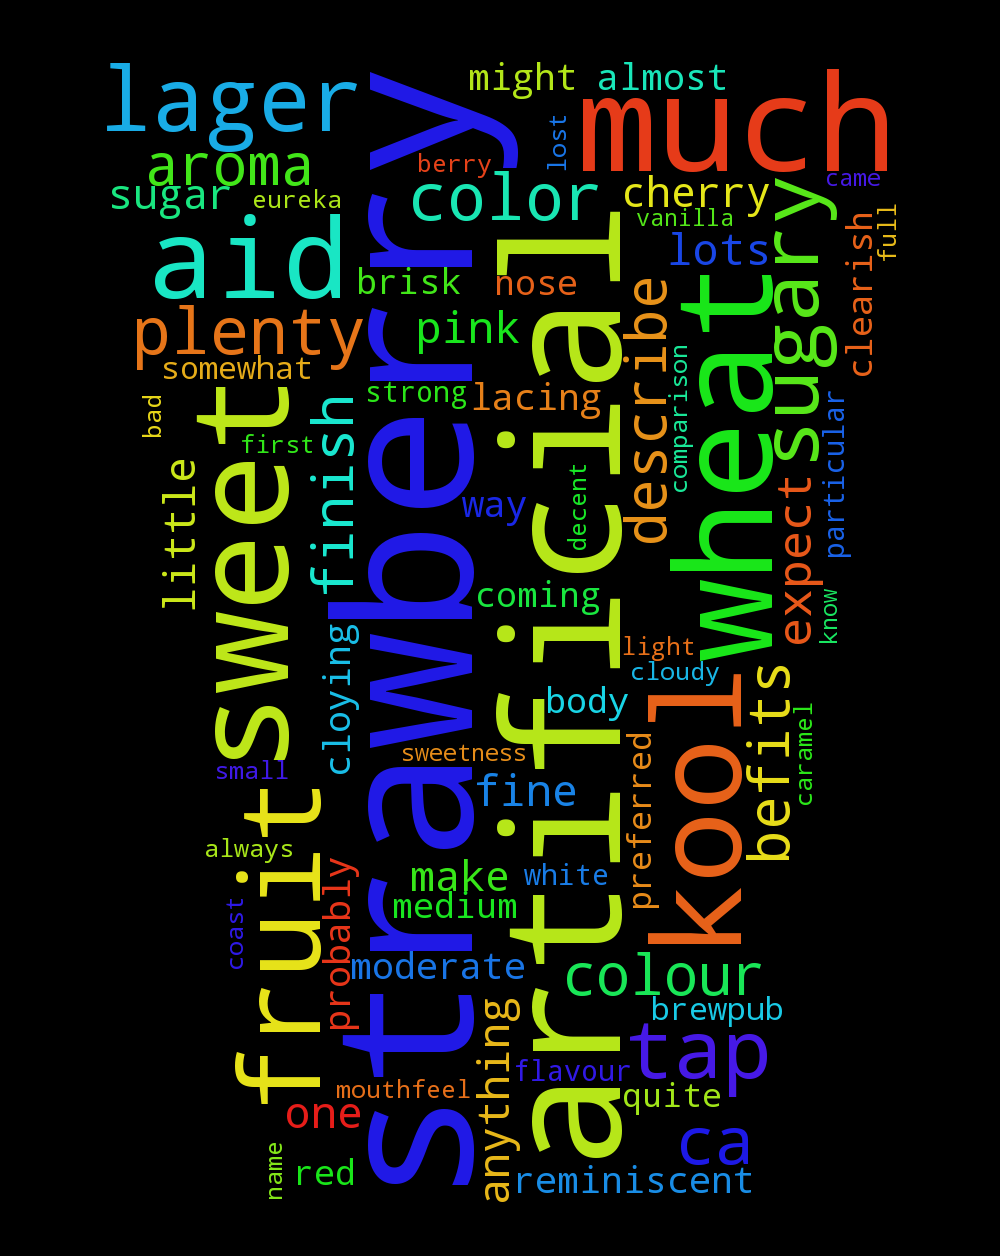 might almost
lager
much
lost
berry
aroma
color
cherry
came
sugar eureka
vanilla
full
clearish
aid
lots
sugary
brisk nose
plenty
pink
describe
wheat
somewhat
comparison
strong lacing
bad
sweet
finish
strawberry
artificial
particular
first
little
way
decent
expect
coming
know
cloying
light
cloudy
body
kool
befits
caramel
sweetness
small
fine
preferred
fruit
always
make white
medium
probably
coast
moderate
colour
brewpub
tap
anything
flavour
mouthfeel
quite
one
ca
name
red
reminiscent